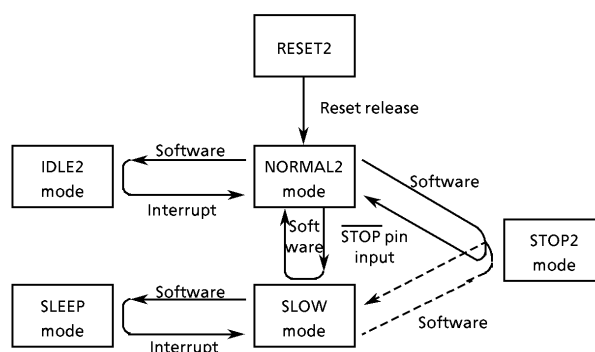 RESET2
Reset release
IDLE2
mode
Software
Interrupt
NORMAL2
mode
Software
Soft
ware
STOP pin
input
STOP2
mode
SLEEP
mode
Software
Interrupt
SLOW
mode
Software